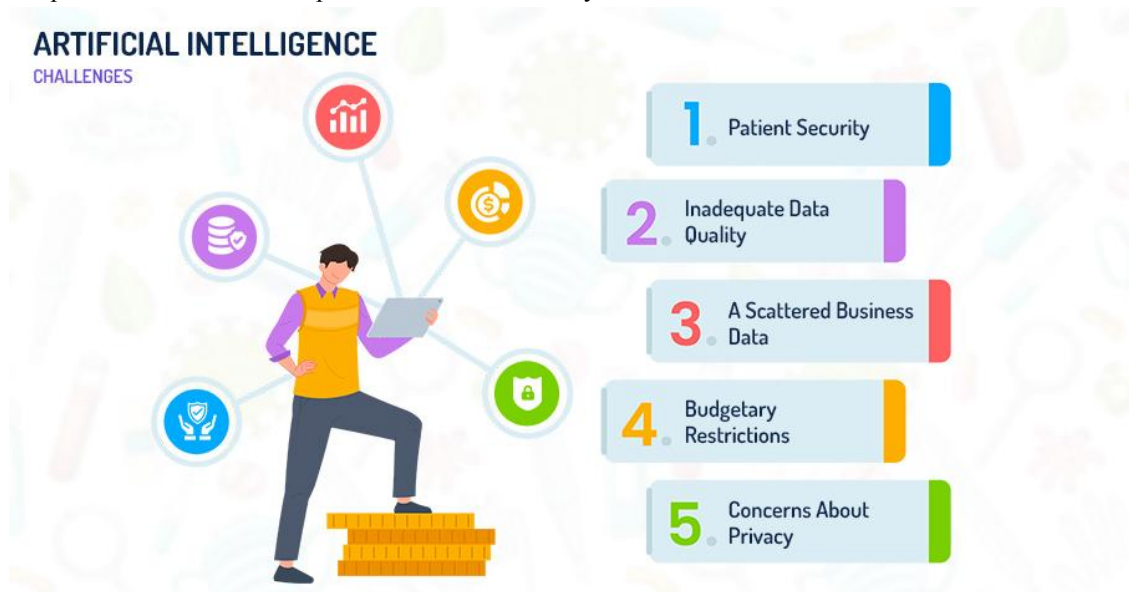 ARTIFICIAL INTELLIGENCE
CHALLENGES
1. Patient Security
2. Inadequate Data
Quality
3. A Scattered Business
Data
4. Budgetary
Restrictions
5. Concerns About
Privacy